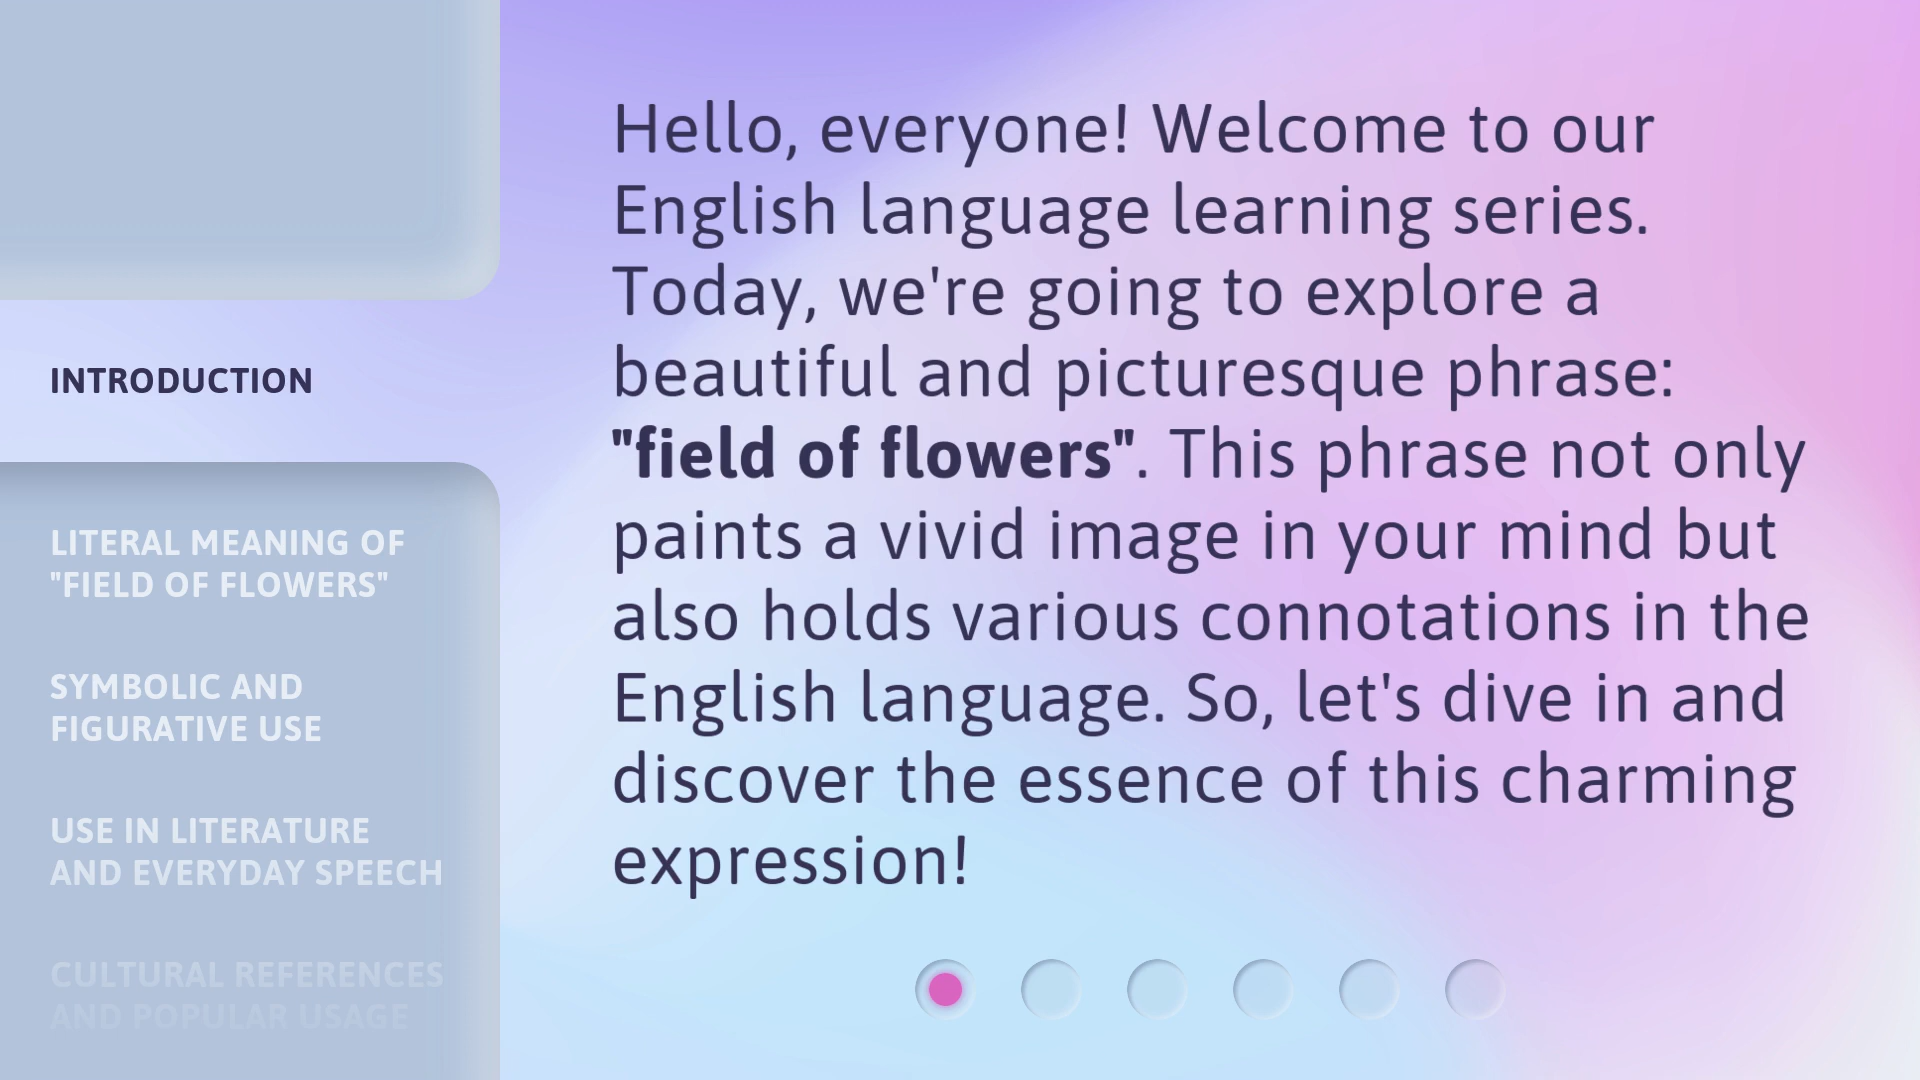 INTRODUCTION
LITERAL MEANING OF
"FIELD OF FLOWERS"
SYMBOLIC AND
FIGURATIVE USE
USE IN LITERATURE
AND EVERYDAY SPEECH
CULTURAL REFERENCES
AND POPULAR USAGE
Hello, everyone! Welcome to our
English language learning series.
Today, we're going to explore a
beautiful and picturesque phrase:
"field of flowers". This phrase not only
paints a vivid image in your mind but
also holds various connotations in the
English language. So, let's dive in and
discover the essence of this charming
expression!